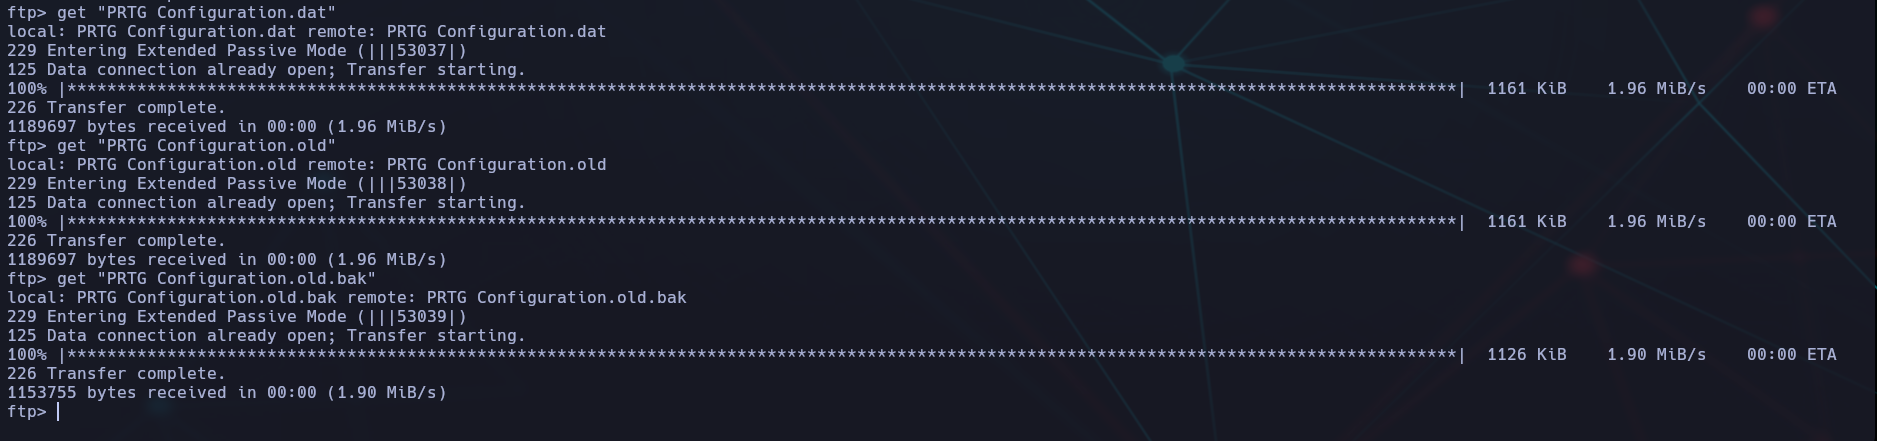 ftp> get "PRTG Configuration.dat"
local: PRTG Configuration.dat remote: PRTG Configuration.dat
229 Entering Extended Passive Mode (|||53037|)
125 Data connection already open; Transfer starting.
100% |*******************************************************************************************************************************************|  1161 KiB    1.96 MiB/s    00:00 ETA
226 Transfer complete.
1189697 bytes received in 00:00 (1.96 MiB/s)
ftp> get "PRTG Configuration.old"
local: PRTG Configuration.old remote: PRTG Configuration.old
229 Entering Extended Passive Mode (|||53038|)
125 Data connection already open; Transfer starting.
100% |*******************************************************************************************************************************************|  1161 KiB    1.96 MiB/s    00:00 ETA
226 Transfer complete.
1189697 bytes received in 00:00 (1.96 MiB/s)
ftp> get "PRTG Configuration.old.bak"
local: PRTG Configuration.old.bak remote: PRTG Configuration.old.bak
229 Entering Extended Passive Mode (|||53039|)
125 Data connection already open; Transfer starting.
100% |*******************************************************************************************************************************************|  1126 KiB    1.90 MiB/s    00:00 ETA
226 Transfer complete.
1153755 bytes received in 00:00 (1.90 MiB/s)
ftp>